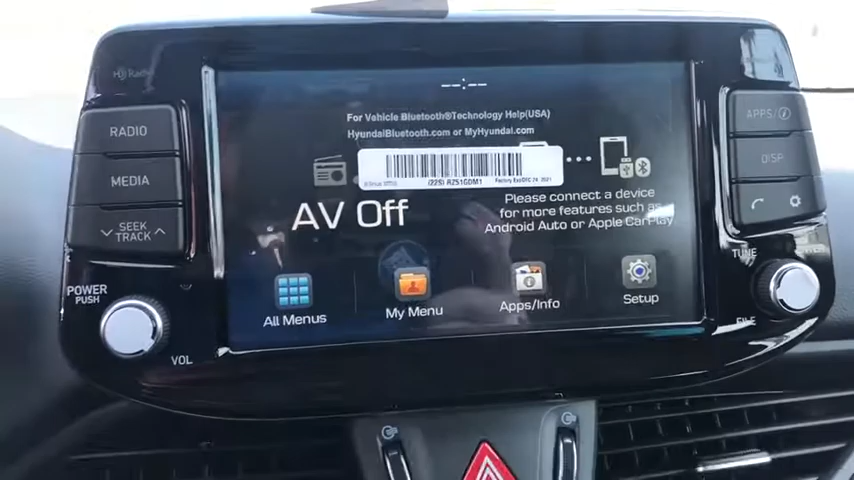 HD Radio
--:--
For Vehicle BLUETOOTH®Technology Help(USA)
HyundaiBluetooth.com or MyHyundai.com
RADIO
MEDIA
SEEK
TRACK
POWER
PUSH
VOL
AV Off
(22S) RZ51GDM1
Please connect a device
for more features such as
Android Auto or Apple CarPlay
All Menus
My Menu
Apps/Info
Setup
APPS
DISP
TUNE
FILE